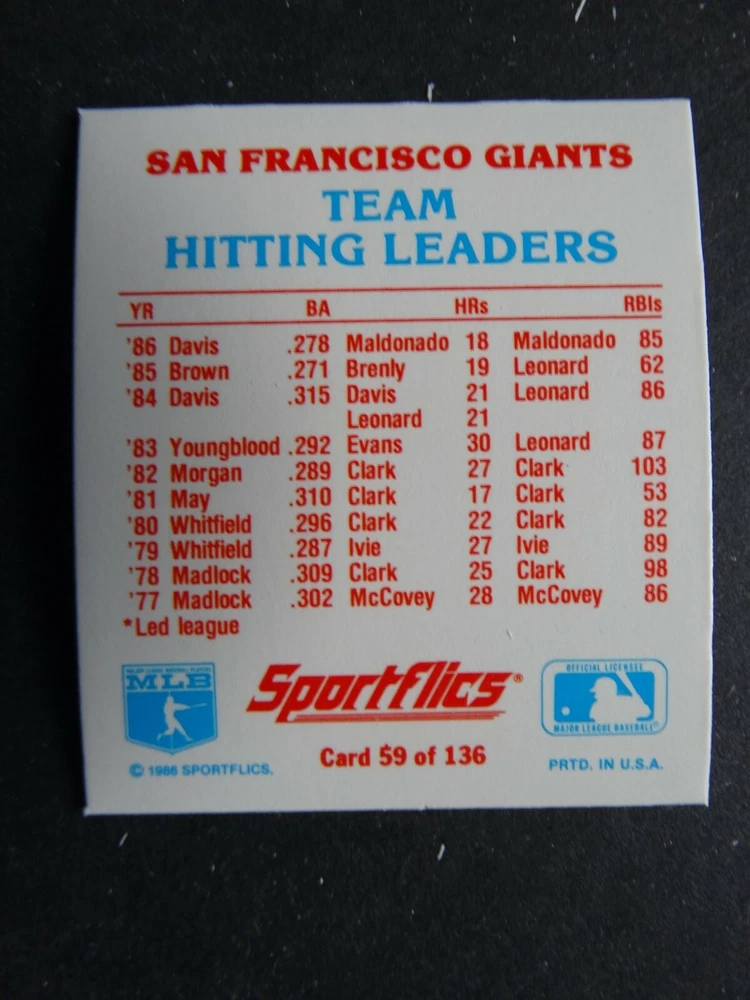 SAN FRANCISCO GIANTS
TEAM
HITTING LEADERS
YR BA HRs RBIs
'86 Davis .278 Maldonado 18 Maldonado 85
'85 Brown .271 Brenly 19 Leonard 62
'84 Davis .315 Davis 21 Leonard 86
Leonard 21
'83 Youngblood .292 Evans 30 Leonard 87
'82 Morgan .289 Clark 27 Clark 103
'81 May .310 Clark 17 Clark 53
'80 Whitfield .296 Clark 22 Clark 82
'79 Whitfield .287 Ivie 27 Ivie 89
'78 Madlock .309 Clark 25 Clark 98
'77 Madlock .302 McCovey 28 McCovey 86
*Led league
MAJOR LEAGUE BASEBALL PLAYERS
MLB
Sportflics®
OFFICIAL LICENSEE
MAJOR LEAGUE BASEBALL®
Card 59 of 136
© 1986 SPORTFLICS.
PRTD. IN U.S.A.